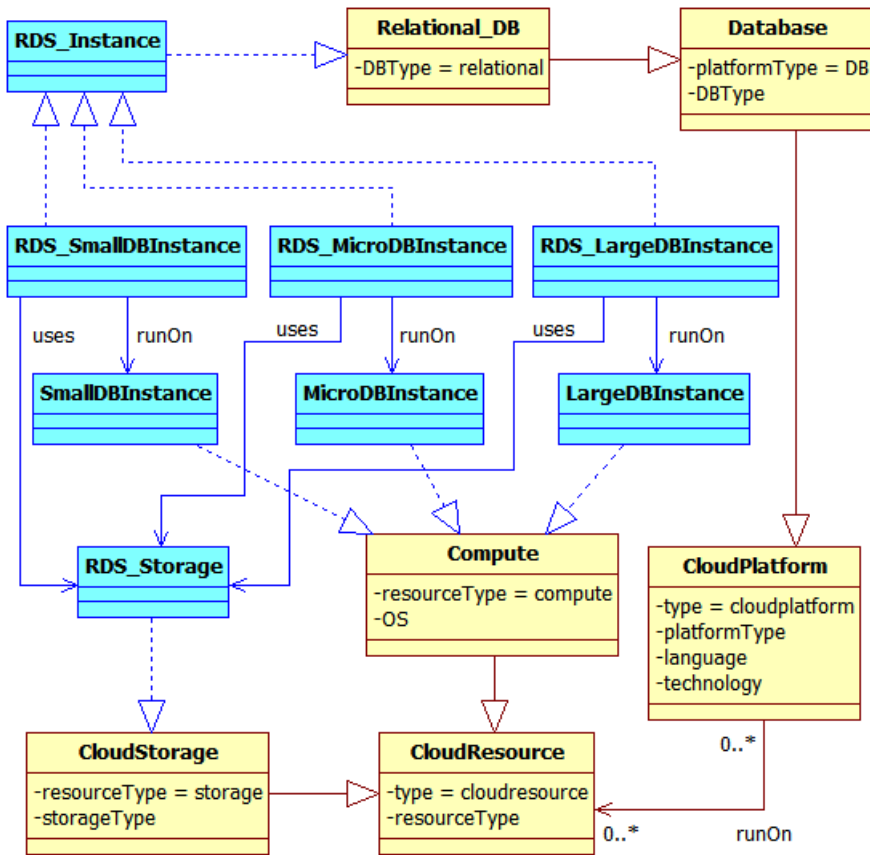 RDS_Instance
Relational_DB
-DBType = relational
Database
-platformType = DB
-DBType
RDS_SmallDBInstance
RDS_MicroDBInstance
RDS_LargeDBInstance
uses
runOn
uses
runOn
uses
runOn
SmallDBInstance
MicroDBInstance
LargeDBInstance
RDS_Storage
Compute
-resourceType = compute
-OS
CloudPlatform
-type = cloudplatform
-platformType
-language
-technology
CloudStorage
-resourceType = storage
-storageType
CloudResource
-type = cloudresource
-resourceType
0..*
0..*
runOn